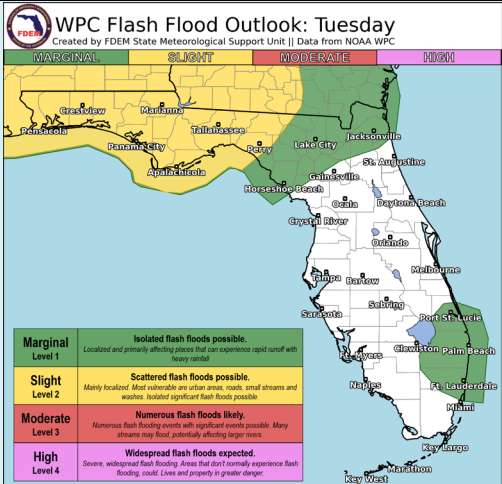 WPC Flash Flood Outlook: Tuesday
FDEM
Created by FDEM State Meteorological Support Unit || Data from NOAA WPC
MARGINAL SLIGHT MODERATE HIGH
Crestview
Marianna
Pensacola
Tallahassee
Jacksonville
Panama City
Perry
Lake City
St. Augustine
Apalachicola
Gainesville
Horseshoe Beach
Ocala
Daytona Beach
Crystal River
Orlando
Melbourne
Tampa
Bartow
Sebring
Sarasota
Port St. Lucie
Clewiston
Palm Beach
Ft. Myers
Naples
Ft. Lauderdale
Miami
Key Largo
Marathon
Key West
Marginal
Level 1
Isolated flash floods possible.
Localized and primarily affecting places that can experience rapid runoff with
heavy rainfall
Slight
Level 2
Scattered flash floods possible.
Mainly localized. Most vulnerable are urban areas, roads, small streams and
washes. Isolated significant flash floods possible.
Moderate
Level 3
Numerous flash floods likely.
Numerous flash flooding events with significant events possible. Many
streams may flood, potentially affecting larger rivers.
High
Level 4
Widespread flash floods expected.
Severe, widespread flash flooding. Areas that don't normally experience flash
flooding, could. Lives and property in greater danger.